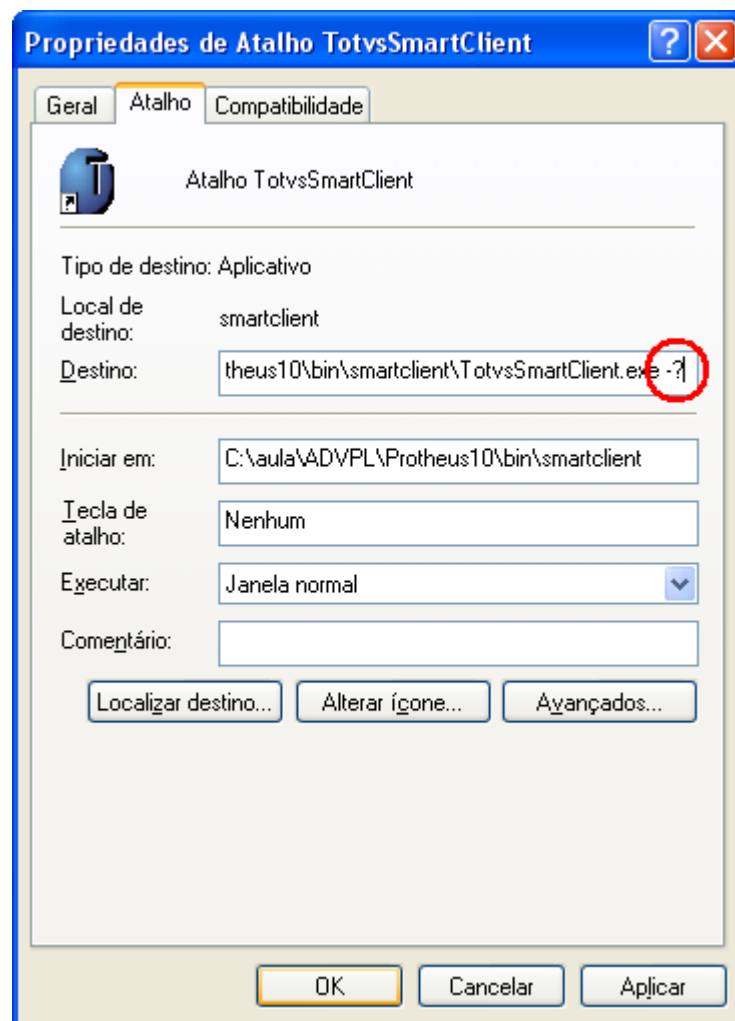 Propriedades de Atalho TotvsSmartClient
Geral Atalho Compatibilidade
Atalho TotvsSmartClient
Tipo de destino: Aplicativo
Local de destino: smartclient
Destino: theus10\bin\smartclient\TotvsSmartClient.exe -?
Iniciar em: C:\aula\ADVPL\Protheus10\bin\smartclient
Tecla de atalho: Nenhum
Executar: Janela normal
Comentário:
Localizar destino... Alterar ícone... Avançados...
OK Cancelar Aplicar